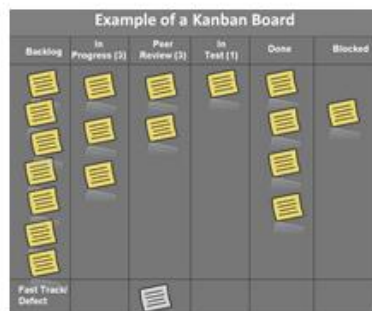 Example of a Kanban Board
Backlog
In
Progress (3)
Peer
Review (3)
In
Test (1)
Done
Blocked
Fast Track/
Defect